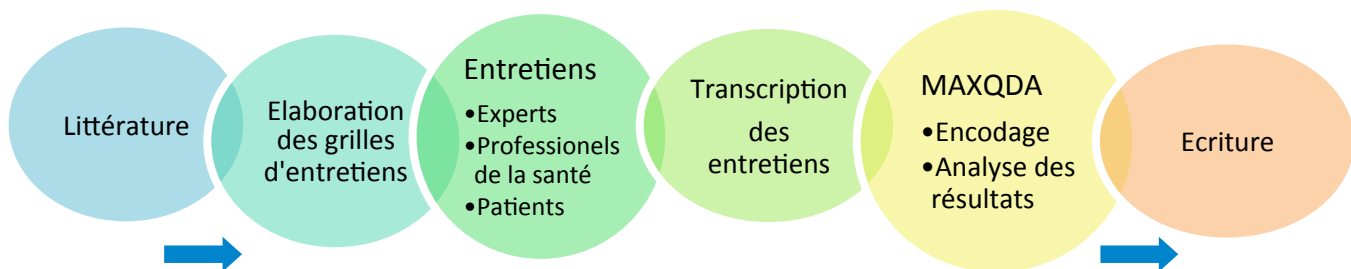 Littérature
Elaboration
des grilles
d'entretiens
Entretiens
•Experts
•Professionels
de la santé
•Patients
Transcription
des
entretiens
MAXQDA
•Encodage
•Analyse des
résultats
Ecriture